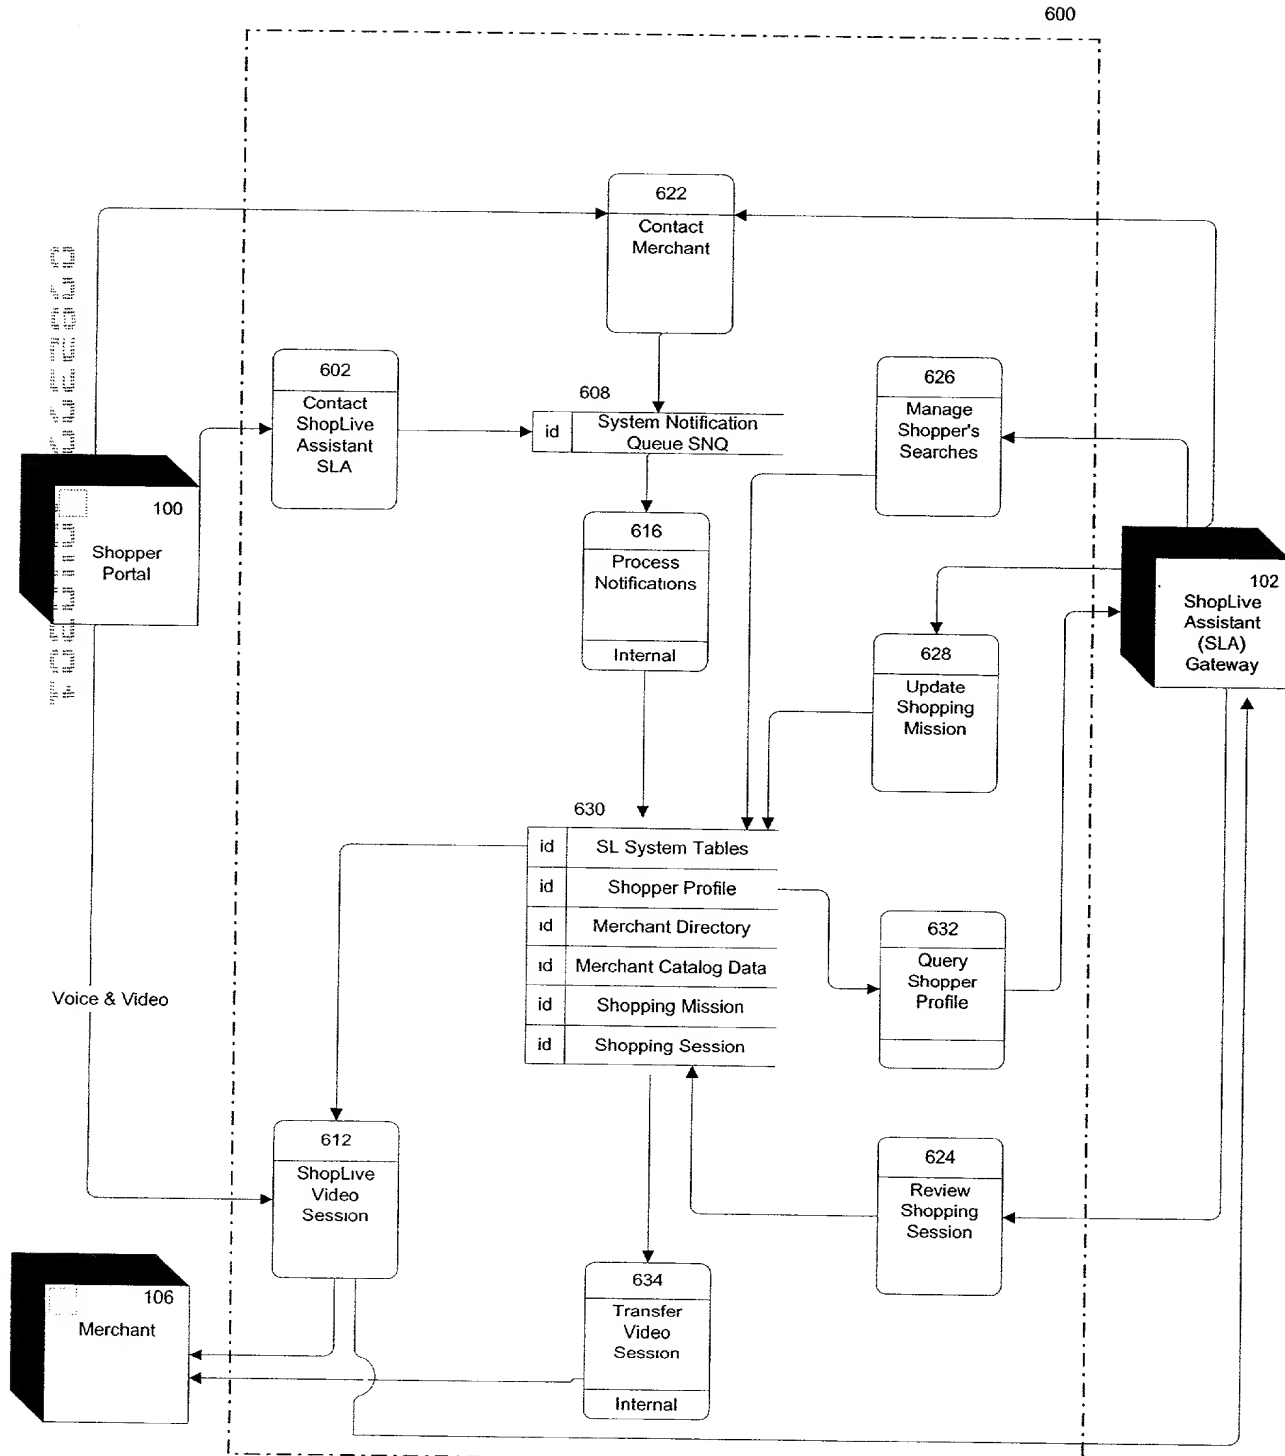 600
622
Contact
Merchant
602
Contact
ShopLive
Assistant
SLA
608
id
System Notification
Queue SNQ
626
Manage
Shopper's
Searches
100
Shopper
Portal
616
Process
Notifications
Internal
102
ShopLive
Assistant
(SLA)
Gateway
628
Update
Shopping
Mission
630
id SL System Tables
id Shopper Profile
id Merchant Directory
id Merchant Catalog Data
id Shopping Mission
id Shopping Session
632
Query
Shopper
Profile
Voice & Video
612
ShopLive
Video
Session
624
Review
Shopping
Session
106
Merchant
634
Transfer
Video
Session
Internal